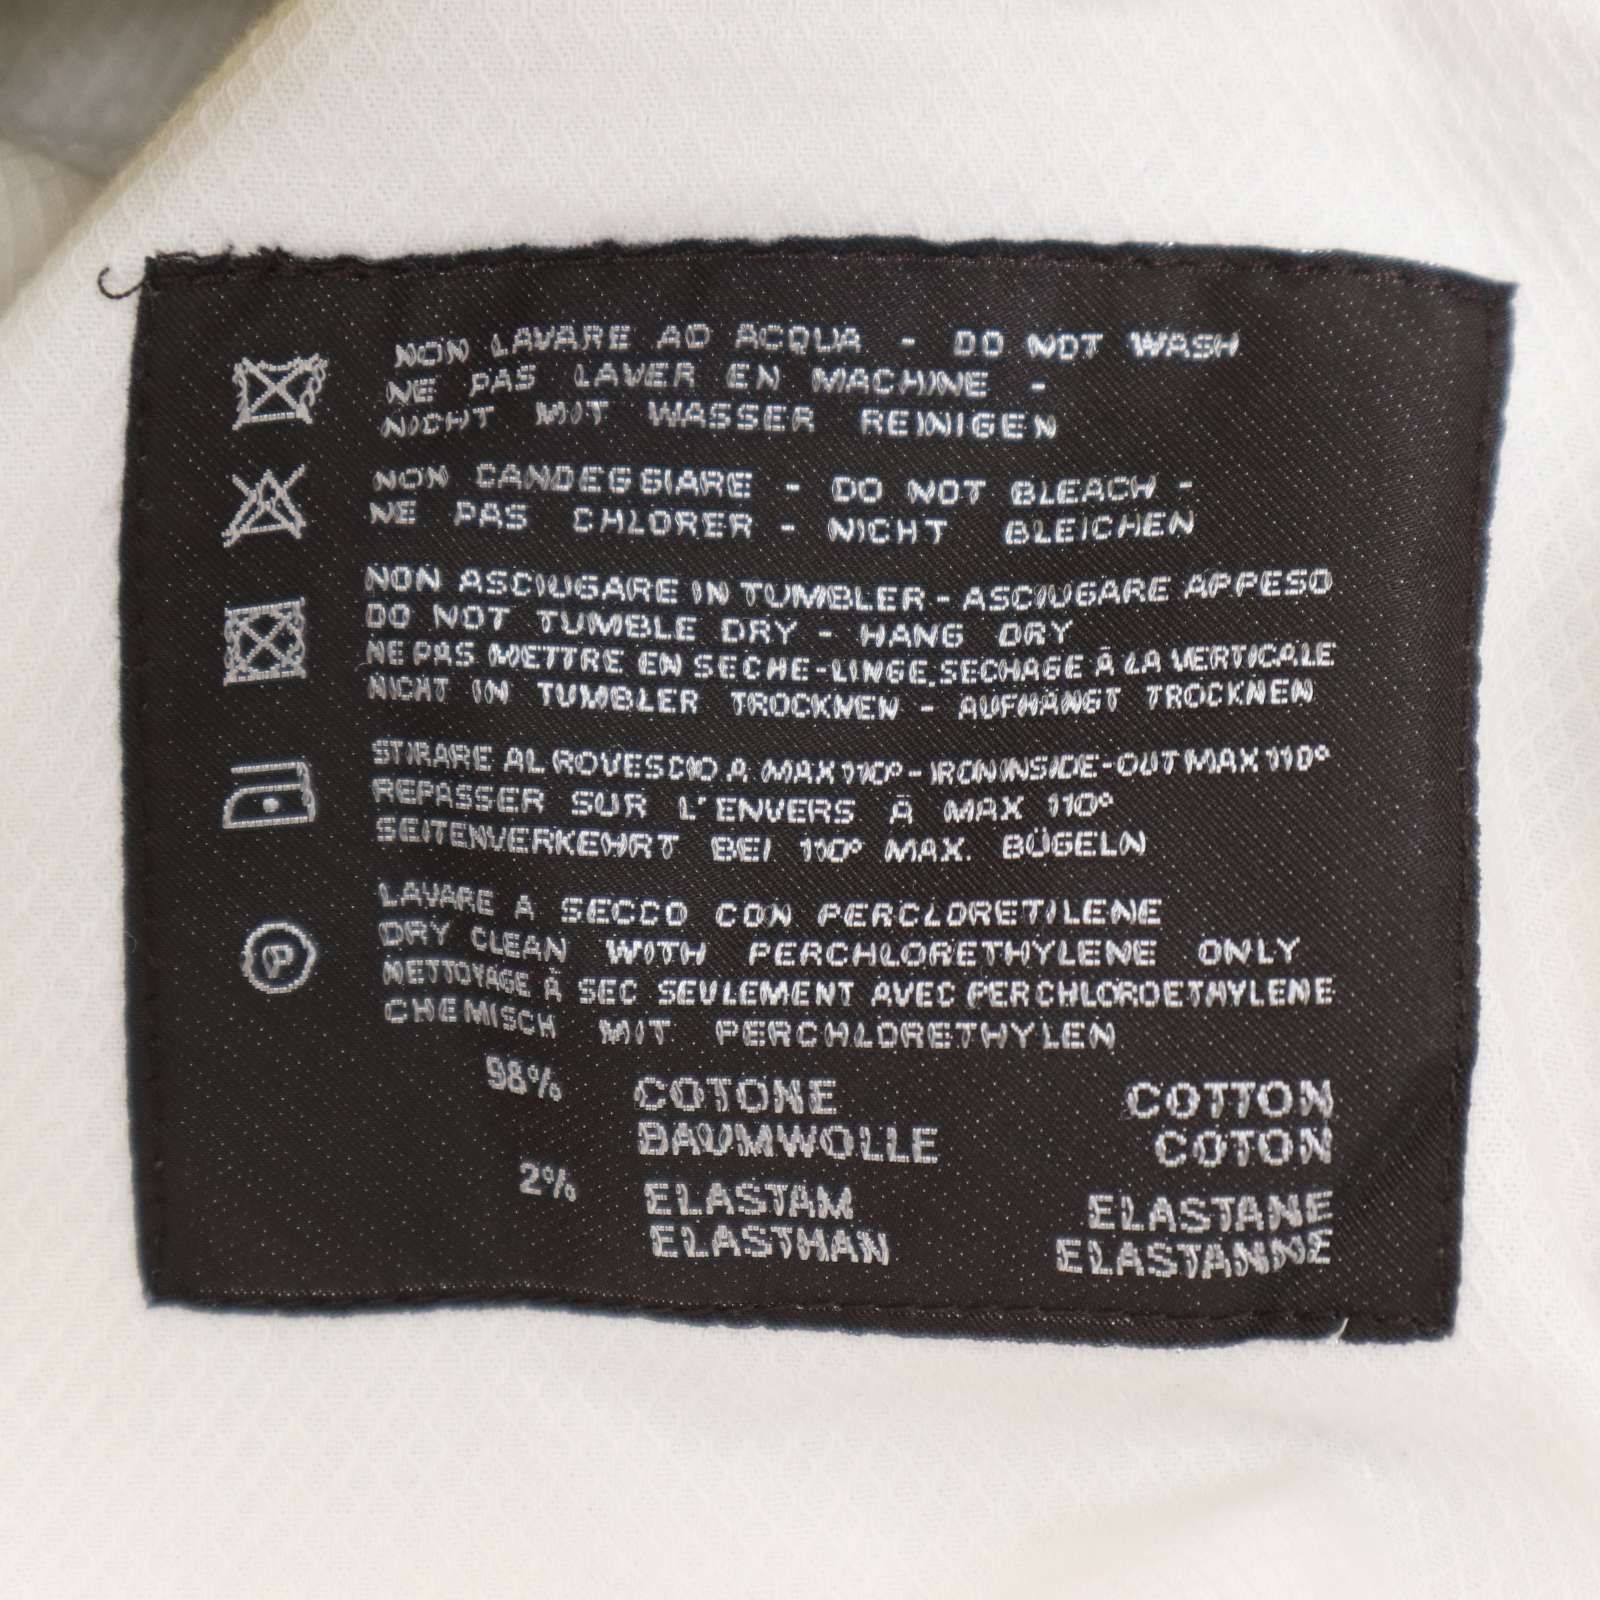 NON LAVARE AD ACQUA - DO NOT WASH
NE PAS LAVER EN MACHINE -
NICHT MIT WASSER REINIGEN
NON CANDEGGIARE - DO NOT BLEACH -
NE PAS CHLORER - NICHT BLEICHEN
NON ASCIUGARE IN TUMBLER - ASCIUGARE APPESO
DO NOT TUMBLE DRY - HANG DRY
NE PAS METTRE EN SECHE-LINGE.SECHAGE À LA VERTICALE
NICHT IN TUMBLER TROCKNEN - AUFHANGT TROCKNEN
STIRARE AL ROVESCIO A MAX 110° - IRON INSIDE-OUT MAX 110°
REPASSER SUR L'ENVERS À MAX 110°
SEITENVERKEHRT BEI 110° MAX. BÜGELN
P
LAVARE A SECCO CON PERCLORETILENE
DRY CLEAN WITH PERCHLORETHYLENE ONLY
NETTOYAGE À SEC SEULEMENT AVEC PERCHLOROETHYLENE
CHEMISCH MIT PERCHLORETHYLEN
98% COTONE COTTON
BAUMWOLLE COTON
2% ELASTAM ELASTANE
ELASTHAN ELASTANNE